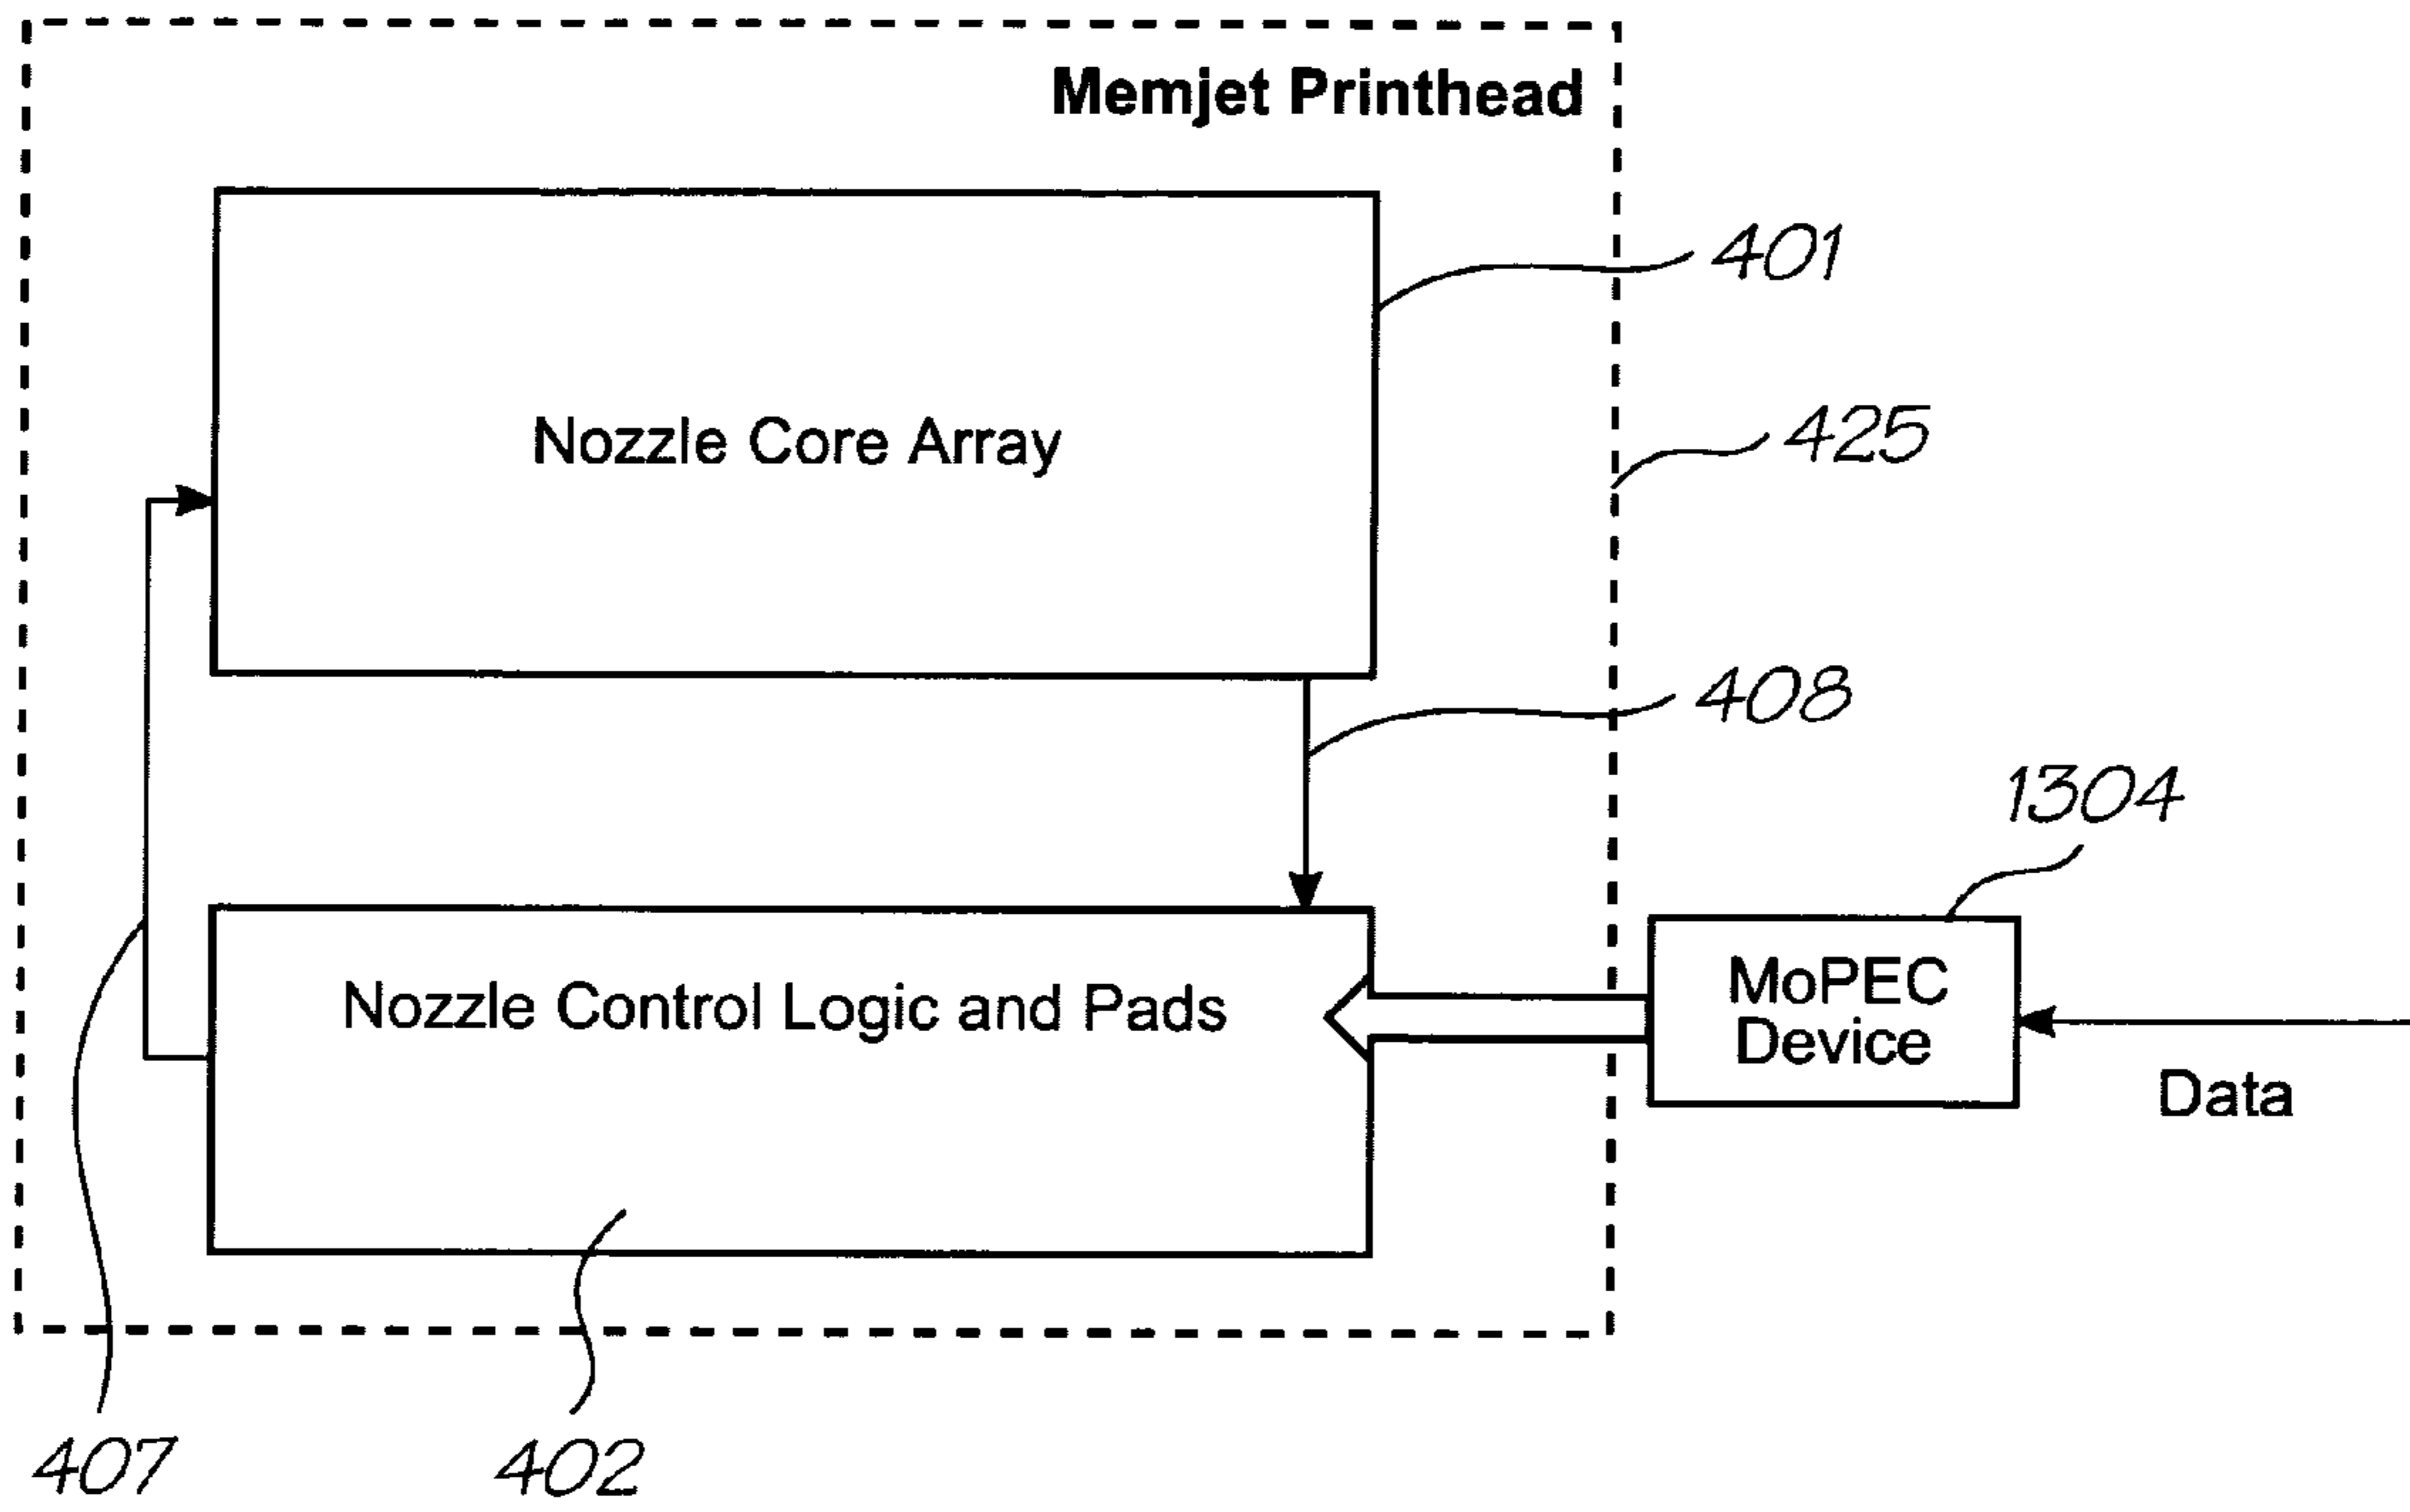 Memjet Printhead
401
Nozzle Core Array
425
408
1304
Nozzle Control Logic and Pads
MoPEC
Device
Data
407
402